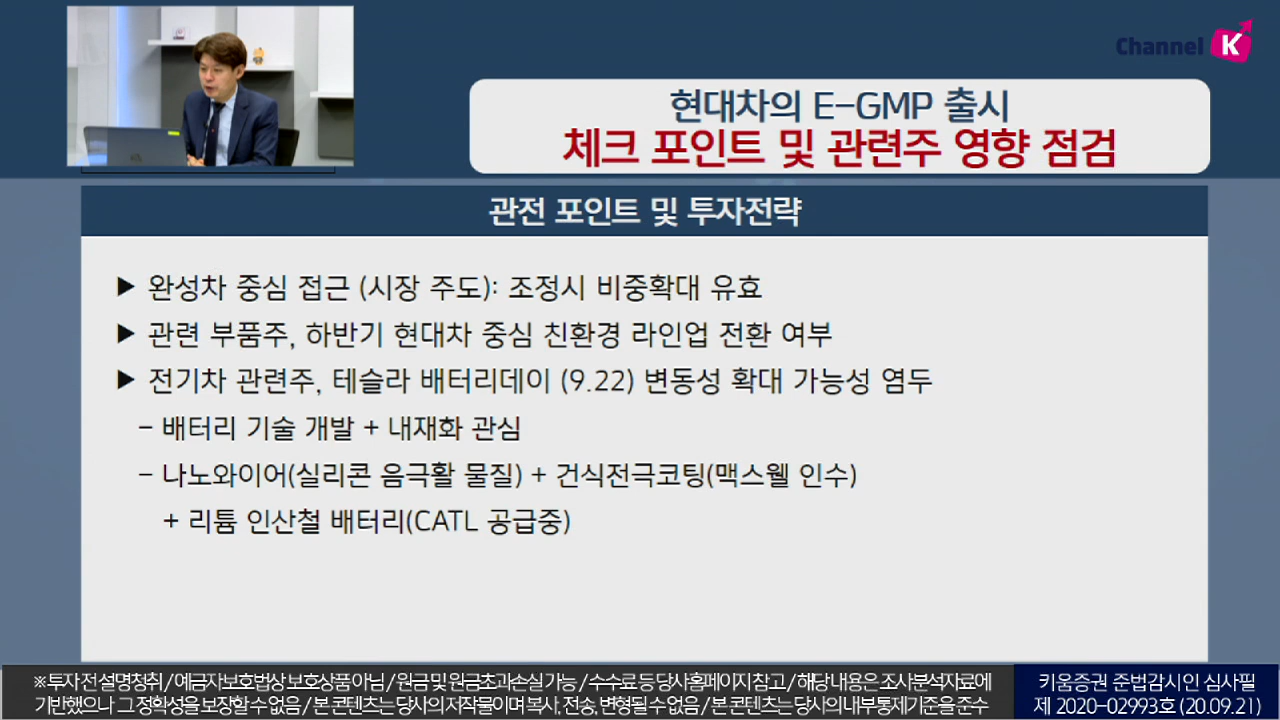 Channel K
현대차의 E-GMP 출시
체크 포인트 및 관련주 영향 점검
관전 포인트 및 투자전략
▶ 완성차 중심 접근 (시장 주도): 조정시 비중확대 유효
▶ 관련 부품주, 하반기 현대차 중심 친환경 라인업 전환 여부
▶ 전기차 관련주, 테슬라 배터리데이 (9.22) 변동성 확대 가능성 염두
- 배터리 기술 개발 + 내재화 관심
- 나노와이어(실리콘 음극활 물질) + 건식전극코팅(맥스웰 인수)
+ 리튬 인산철 배터리(CATL 공급중)
※ 투자 전 설명청취 / 예금자보호법상 보호상품 아님 / 원금 및 원금초과손실 가능 / 수수료 등 당사홈페이지 참고 / 해당 내용은 조사분석자료에
기반했으나 그 정확성을 보장할 수 없음 / 본 콘텐츠는 당사의 저작물이며 복사, 전송, 변형될 수 없음 / 본 콘텐츠는 당사의 내부통제기준을 준수
키움증권 준법감시인 심사필
제 2020-02993호 (20.09.21)